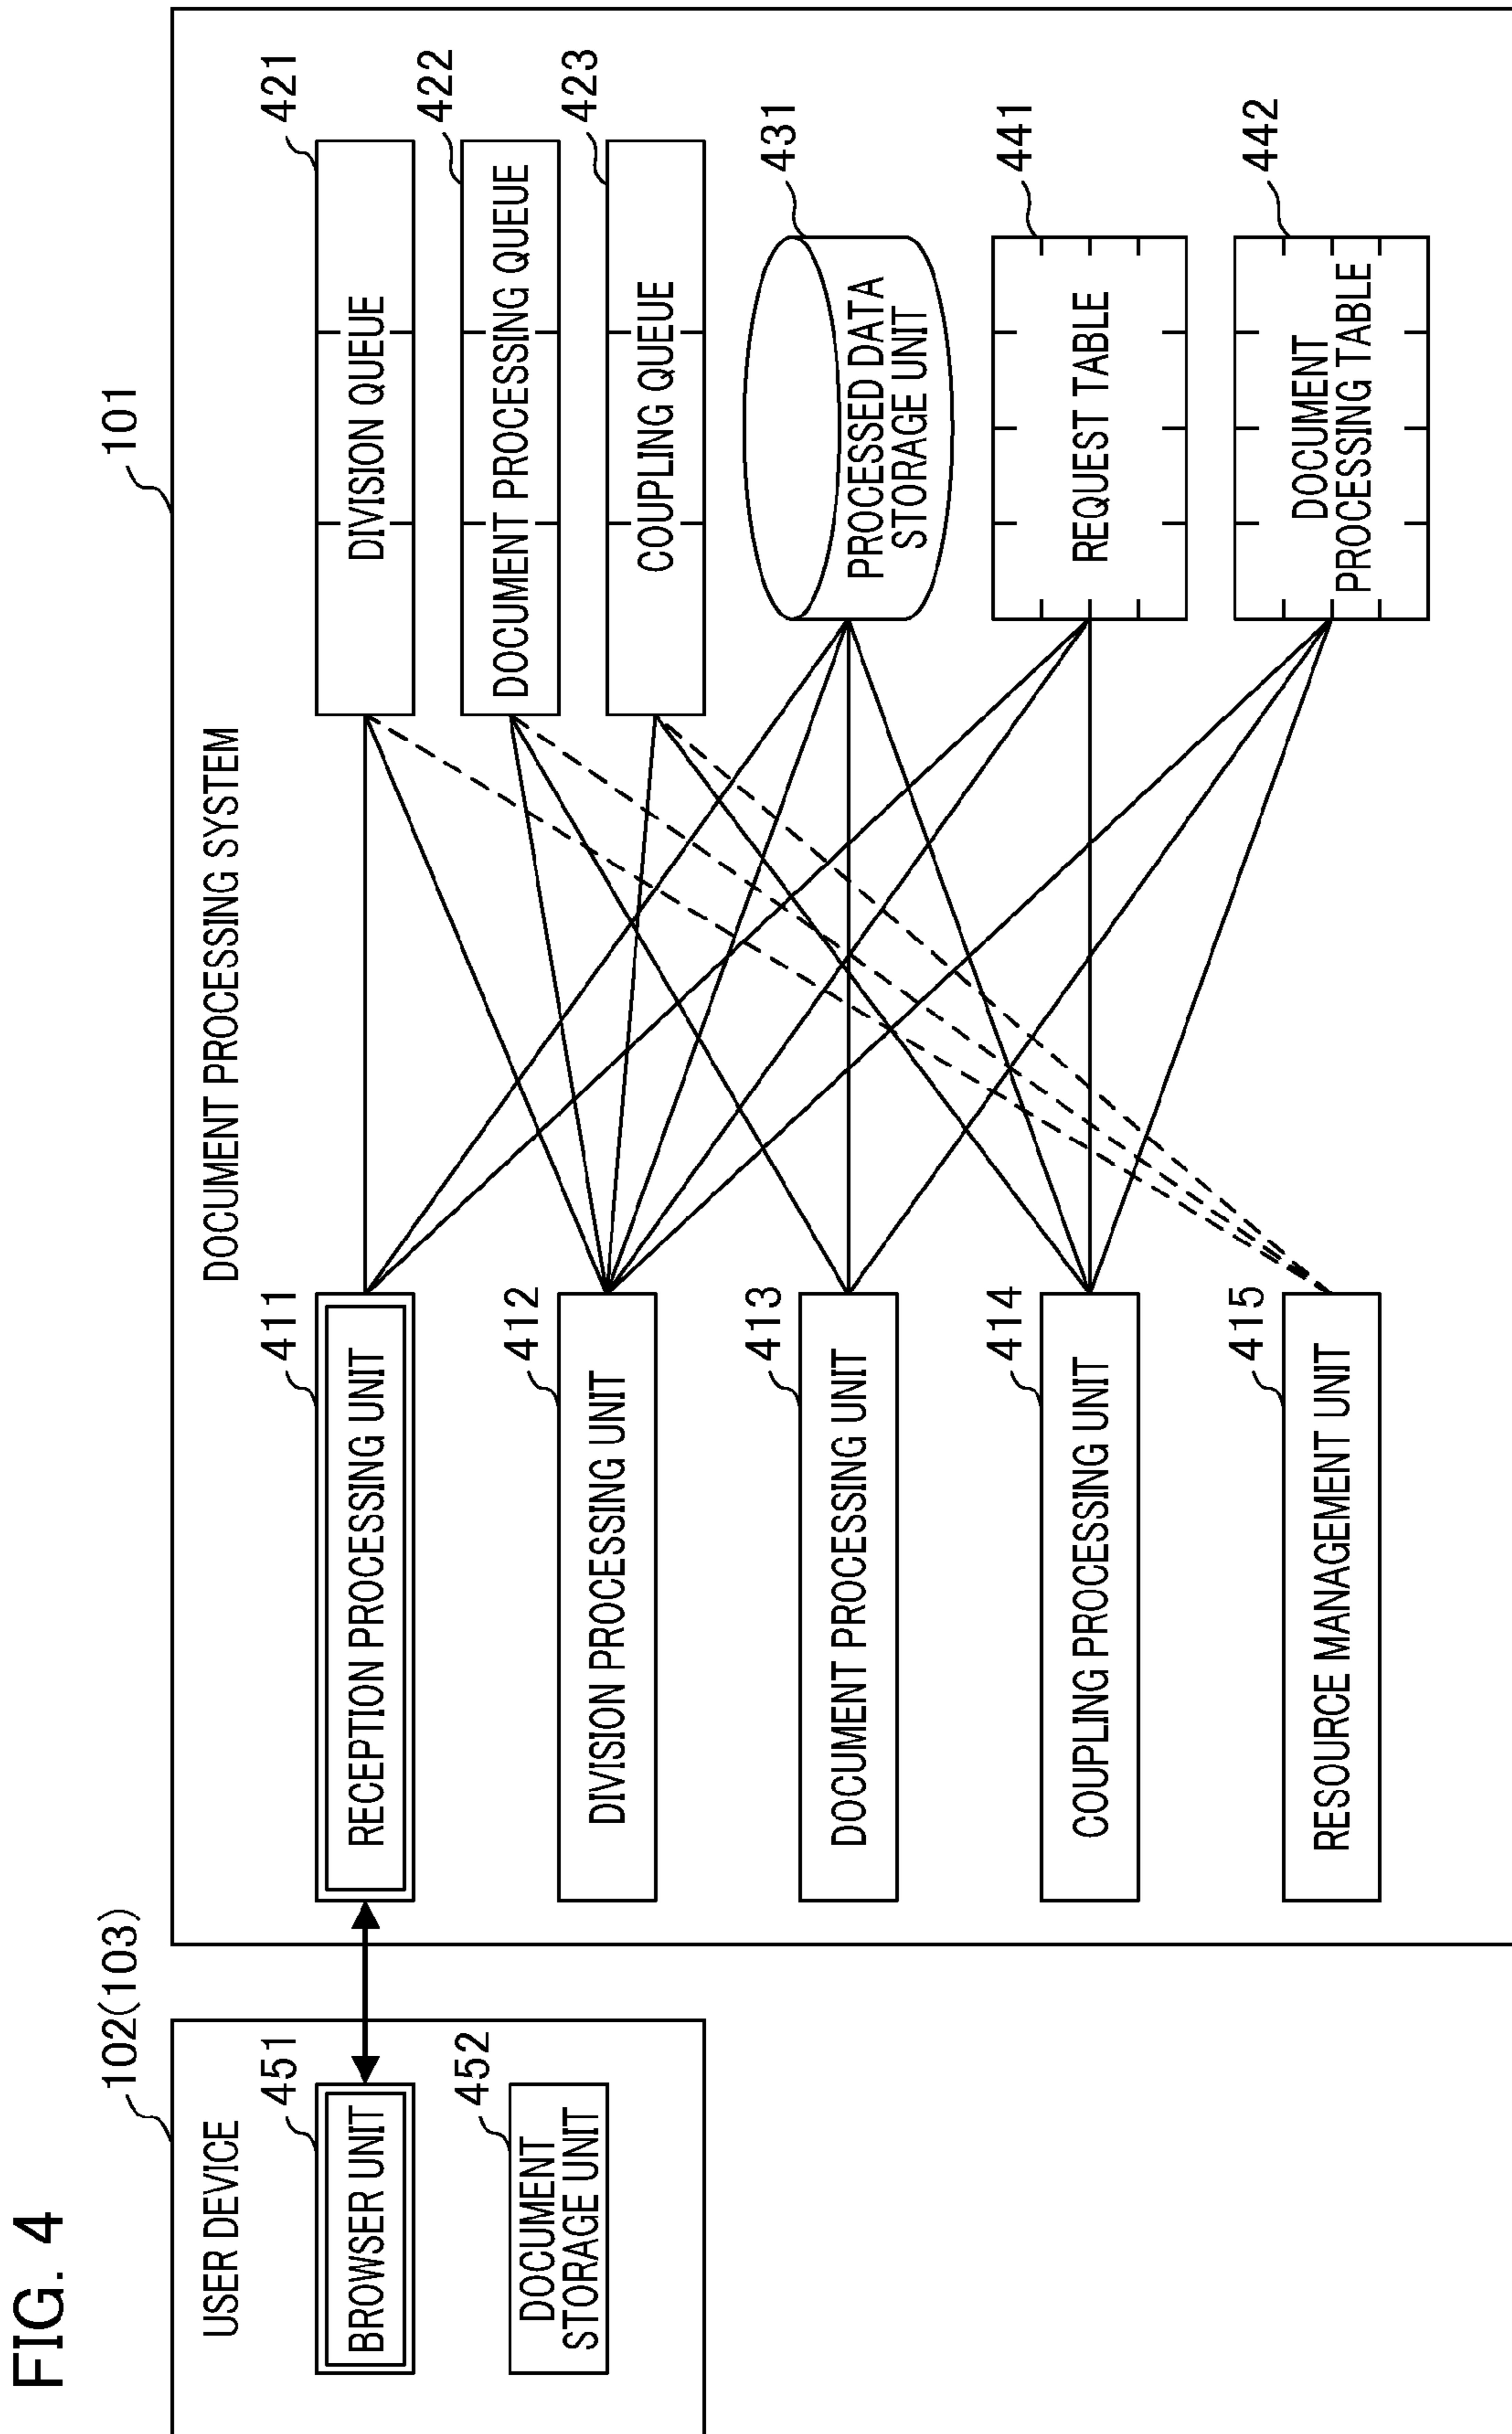 FIG. 4
102(103)
USER DEVICE
451
BROWSER UNIT
452
DOCUMENT
STORAGE UNIT
101
DOCUMENT PROCESSING SYSTEM
411
RECEPTION PROCESSING UNIT
412
DIVISION PROCESSING UNIT
413
DOCUMENT PROCESSING UNIT
414
COUPLING PROCESSING UNIT
415
RESOURCE MANAGEMENT UNIT
421
DIVISION QUEUE
422
DOCUMENT PROCESSING QUEUE
423
COUPLING QUEUE
431
PROCESSED DATA
STORAGE UNIT
441
REQUEST TABLE
442
DOCUMENT
PROCESSING TABLE